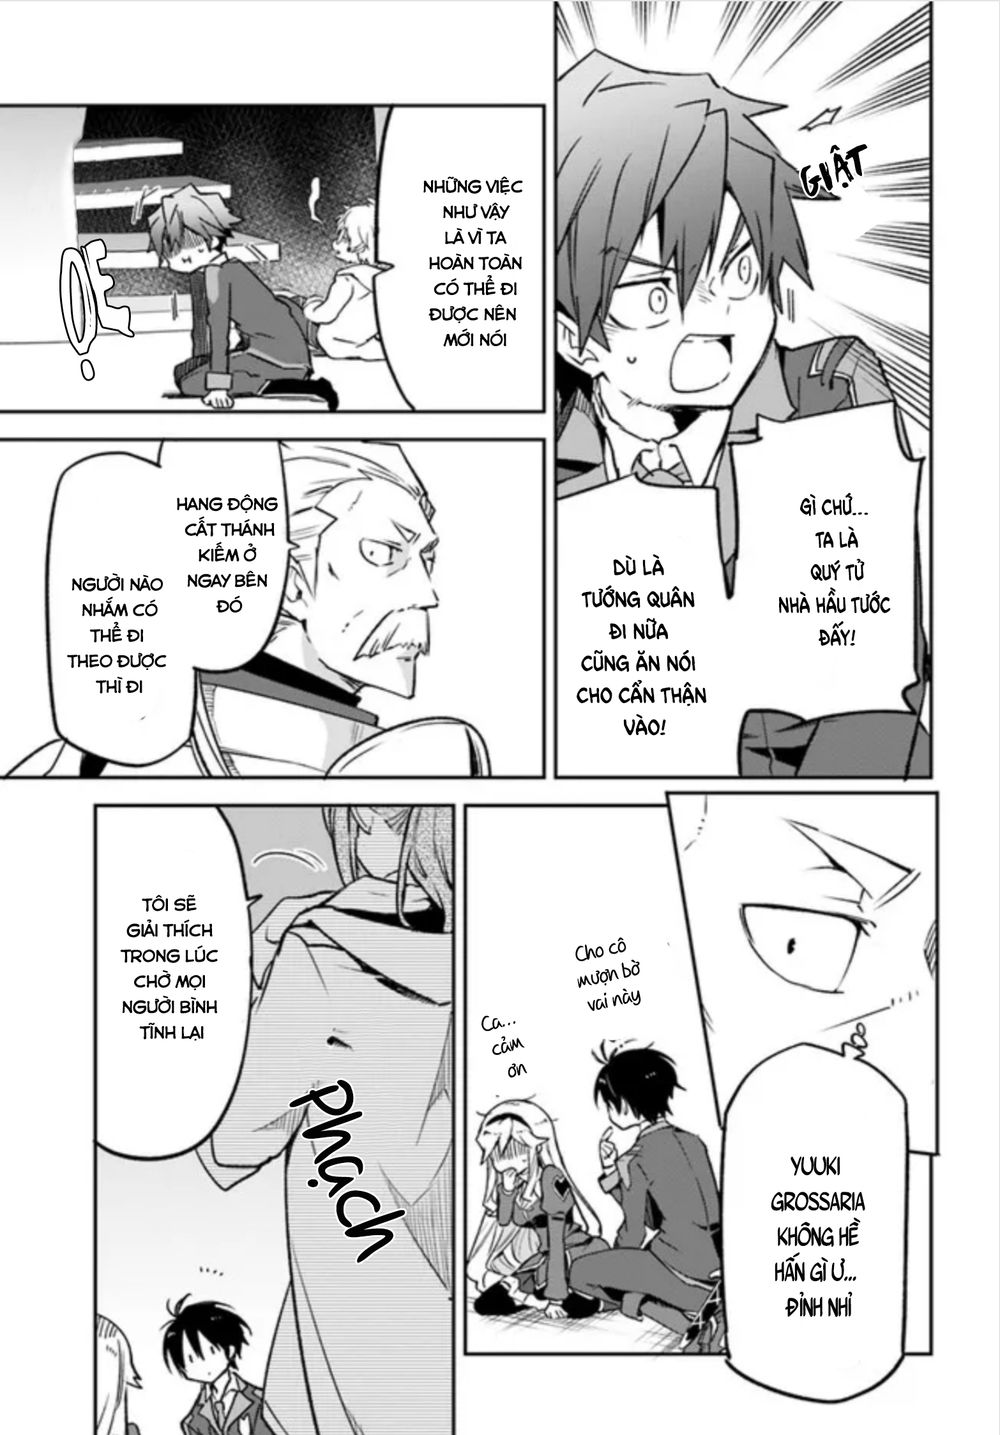 GIẬT
GÌ CHỨ...
TA LÀ
QUÝ TỬ
NHÀ HẦU TƯỚC
ĐẤY!
DÙ LÀ
TƯỚNG QUÂN
ĐI NỮA
CŨNG ĂN NÓI
CHO CẨN THẬN
VÀO!
NHỮNG VIỆC
NHƯ VẬY
LÀ VÌ TA
HOÀN TOÀN
CÓ THỂ ĐI
ĐƯỢC NÊN
MỚI NÓI
ỌE!
HANG ĐỘNG
CẤT THÁNH
KIẾM Ở
NGAY BÊN
ĐÓ
NGƯỜI NÀO
NHẮM CÓ
THỂ ĐI
THEO ĐƯỢC
THÌ ĐI
YUUKI
GROSSARIA
KHÔNG HỀ
HẤN GÌ Ư...
ĐỈNH NHỈ
Cho cô
mượn bờ
vai này
Ca...
cảm
ơn
TÔI SẼ
GIẢI THÍCH
TRONG LÚC
CHỜ MỌI
NGƯỜI BÌNH
TĨNH LẠI
PHẠCH